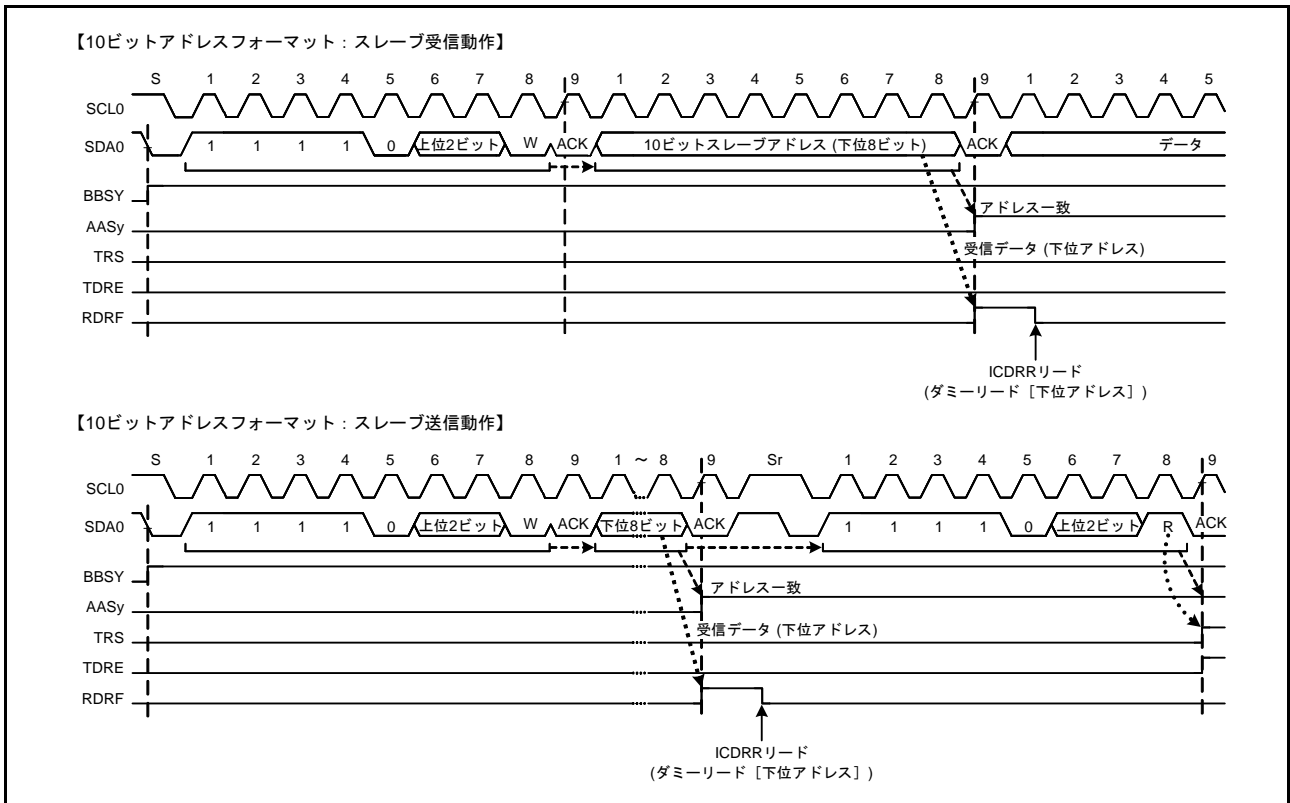 【10ビットアドレスフォーマット：スレーブ受信動作】
S 1 2 3 4 5 6 7 8 9 1 2 3 4 5 6 7 8 9 1 2 3 4 5
SCL0
SDA0 1 1 1 1 0 上位2ビット W ACK 10ビットスレーブアドレス (下位8ビット) ACK データ
BBSY
アドレス一致
AASy
受信データ (下位アドレス)
TRS
TDRE
RDRF
ICDRRリード
(ダミーリード［下位アドレス］)
【10ビットアドレスフォーマット：スレーブ送信動作】
S 1 2 3 4 5 6 7 8 9 1 ～ 8 9 Sr 1 2 3 4 5 6 7 8 9
SCL0
SDA0 1 1 1 1 0 上位2ビット W ACK 下位8ビット ACK 1 1 1 1 0 上位2ビット R ACK
BBSY
アドレス一致
AASy
受信データ (下位アドレス)
TRS
TDRE
RDRF
ICDRRリード
(ダミーリード［下位アドレス］)